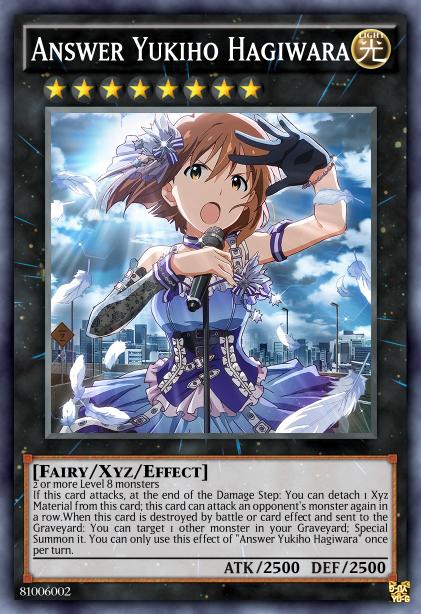 Answer Yukiho Hagiwara
LIGHT
光
[Fairy/Xyz/Effect]
2 or more Level 8 monsters
If this card attacks, at the end of the Damage Step: You can detach 1 Xyz
Material from this card; this card can attack an opponent's monster again in
a row.When this card is destroyed by battle or card effect and sent to the
Graveyard: You can target 1 other monster in your Graveyard; Special
Summon it. You can only use this effect of "Answer Yukiho Hagiwara" once
per turn.
ATK/2500 DEF/2500
81006002